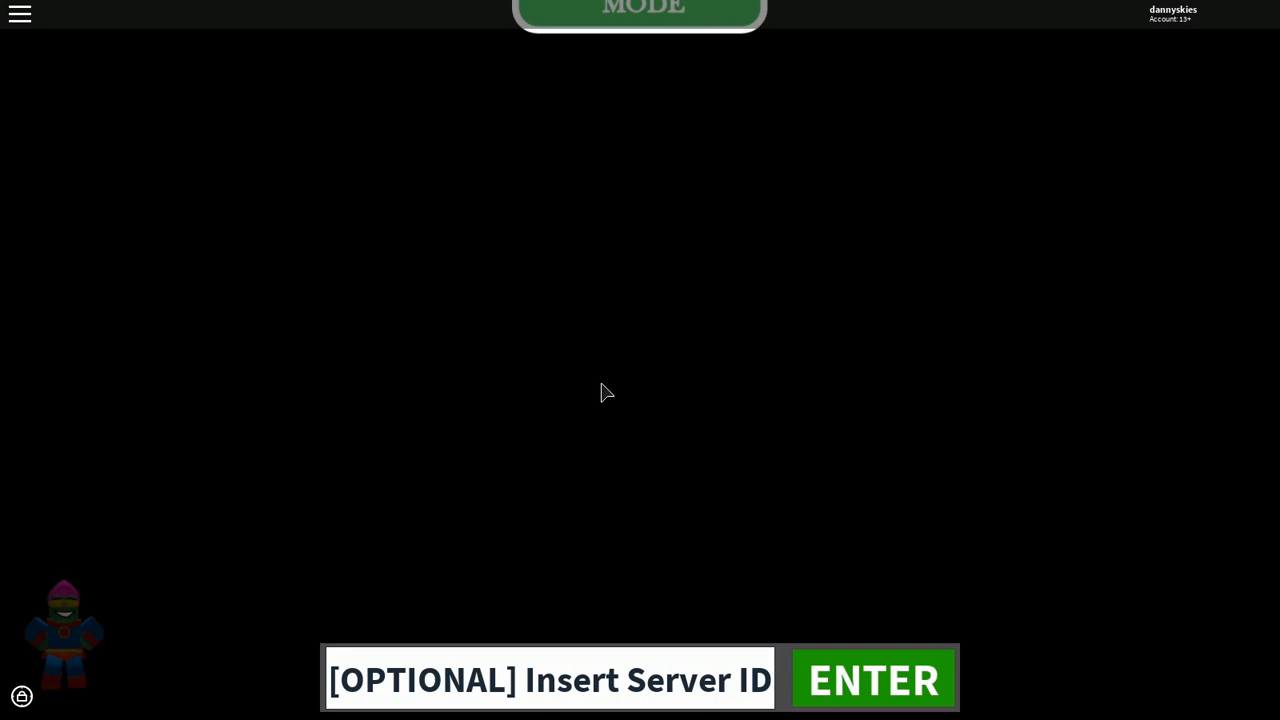 MODE
dannyskies
Account: 13+
[OPTIONAL] Insert Server ID
ENTER